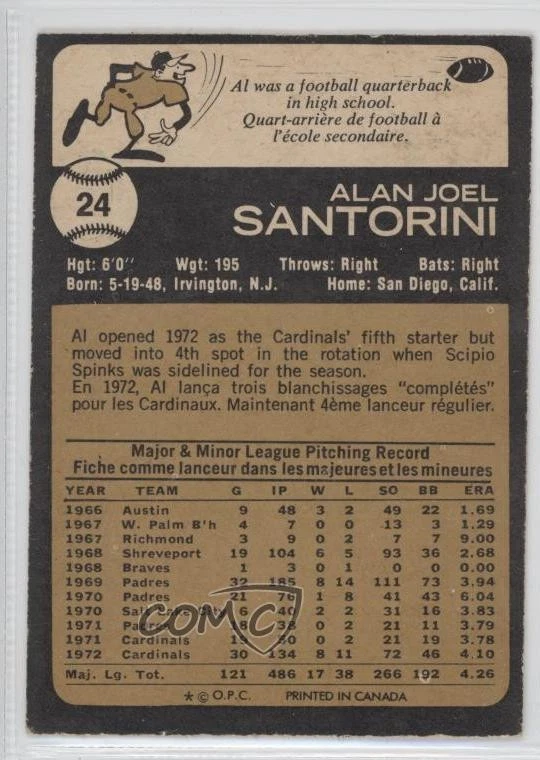 Al was a football quarterback
in high school.
Quart-arrière de football à
l'école secondaire.
24
ALAN JOEL
SANTORINI
Hgt: 6'0'' Wgt: 195 Throws: Right Bats: Right
Born: 5-19-48, Irvington, N.J. Home: San Diego, Calif.
Al opened 1972 as the Cardinals' fifth starter but
moved into 4th spot in the rotation when Scipio
Spinks was sidelined for the season.
En 1972, Al lança trois blanchissages "complétés"
pour les Cardinaux. Maintenant 4ème lanceur régulier.
Major & Minor League Pitching Record
Fiche comme lanceur dans les majeures et les mineures
YEAR TEAM G IP W L SO BB ERA
1966 Austin 9 48 3 2 49 22 1.69
1967 W. Palm B'h 4 7 0 0 13 3 1.29
1967 Richmond 3 9 0 2 7 7 9.00
1968 Shreveport 19 104 6 5 93 36 2.68
1968 Braves 1 3 0 1 0 0 0.00
1969 Padres 32 185 8 14 111 73 3.94
1970 Padres 21 76 1 8 41 43 6.04
1970 Salt Lake City 6 40 2 2 16 31 3.83
1971 Padres 18 38 0 2 21 11 3.79
1971 Cardinals 19 50 0 2 21 19 3.78
1972 Cardinals 30 134 8 11 72 46 4.10
Maj. Lg. Tot. 121 486 17 38 266 192 4.26
COMC
* © O.P.C. PRINTED IN CANADA